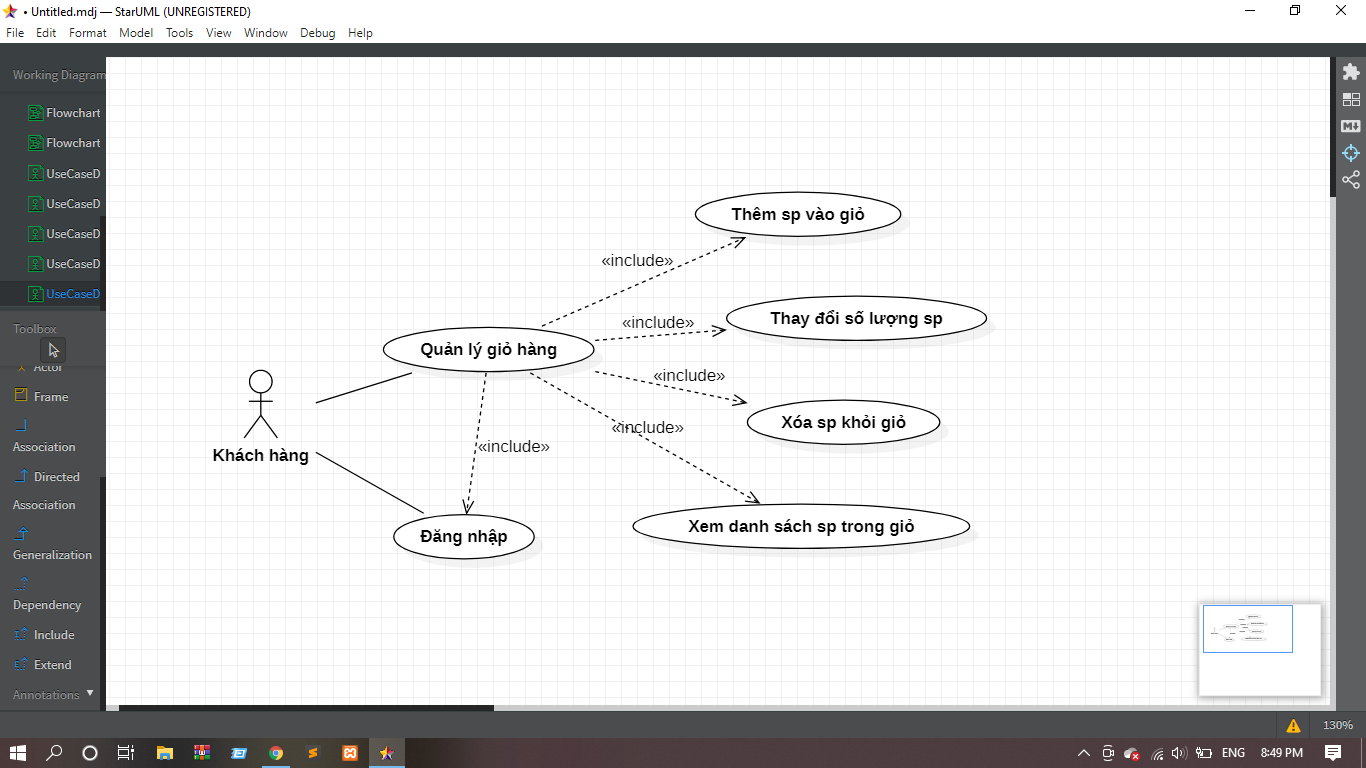 • Untitled.mdj — StarUML (UNREGISTERED)
File Edit Format Model Tools View Window Debug Help
Working Diagram
Flowchart
Flowchart
UseCaseD
UseCaseD
UseCaseD
UseCaseD
UseCaseD
Toolbox
Actor
Frame
Association
Directed
Association
Generalization
Dependency
Include
Extend
Annotations
Thêm sp vào giỏ
«include»
Thay đổi số lượng sp
«include»
Quản lý giỏ hàng
«include»
Xóa sp khỏi giỏ
«include»
«include»
Khách hàng
Xem danh sách sp trong giỏ
Đăng nhập
M
130%
ENG 8:49 PM